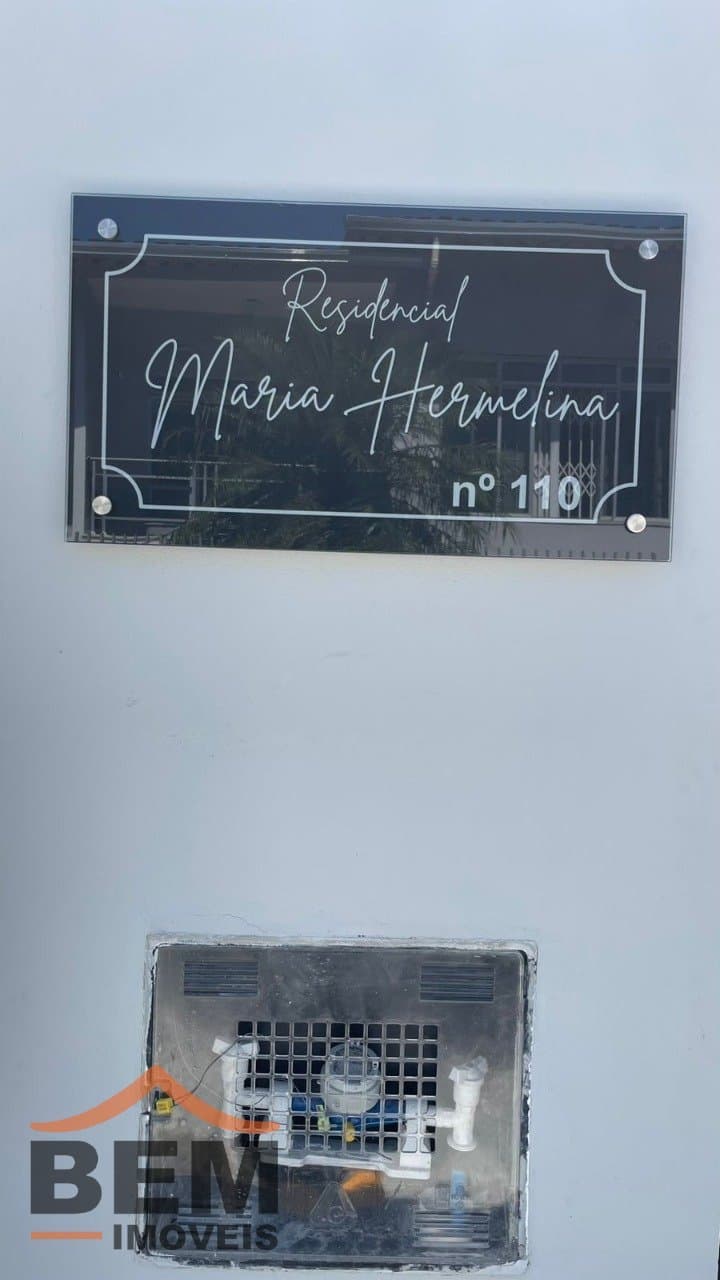 Residencial
Maria Hermelina
nº 110
BEM
IMÓVEIS